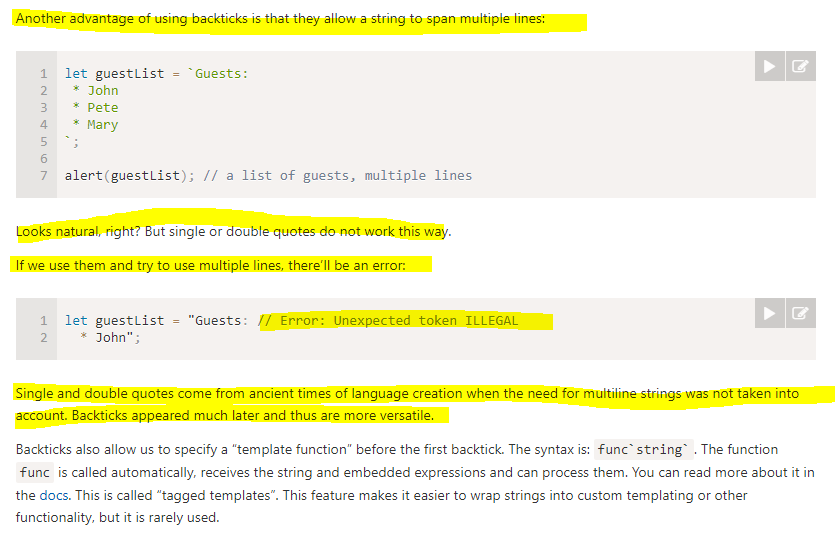 Another advantage of using backticks is that they allow a string to span multiple lines:
1 let guestList = `Guests:
2  * John
3  * Pete
4  * Mary
5 `;
6
7 alert(guestList); // a list of guests, multiple lines
Looks natural, right? But single or double quotes do not work this way.
If we use them and try to use multiple lines, there’ll be an error:
1 let guestList = "Guests: // Error: Unexpected token ILLEGAL
2   * John";
Single and double quotes come from ancient times of language creation when the need for multiline strings was not taken into
account. Backticks appeared much later and thus are more versatile.
Backticks also allow us to specify a “template function” before the first backtick. The syntax is: func`string`. The function
func is called automatically, receives the string and embedded expressions and can process them. You can read more about it in
the docs. This is called “tagged templates”. This feature makes it easier to wrap strings into custom templating or other
functionality, but it is rarely used.